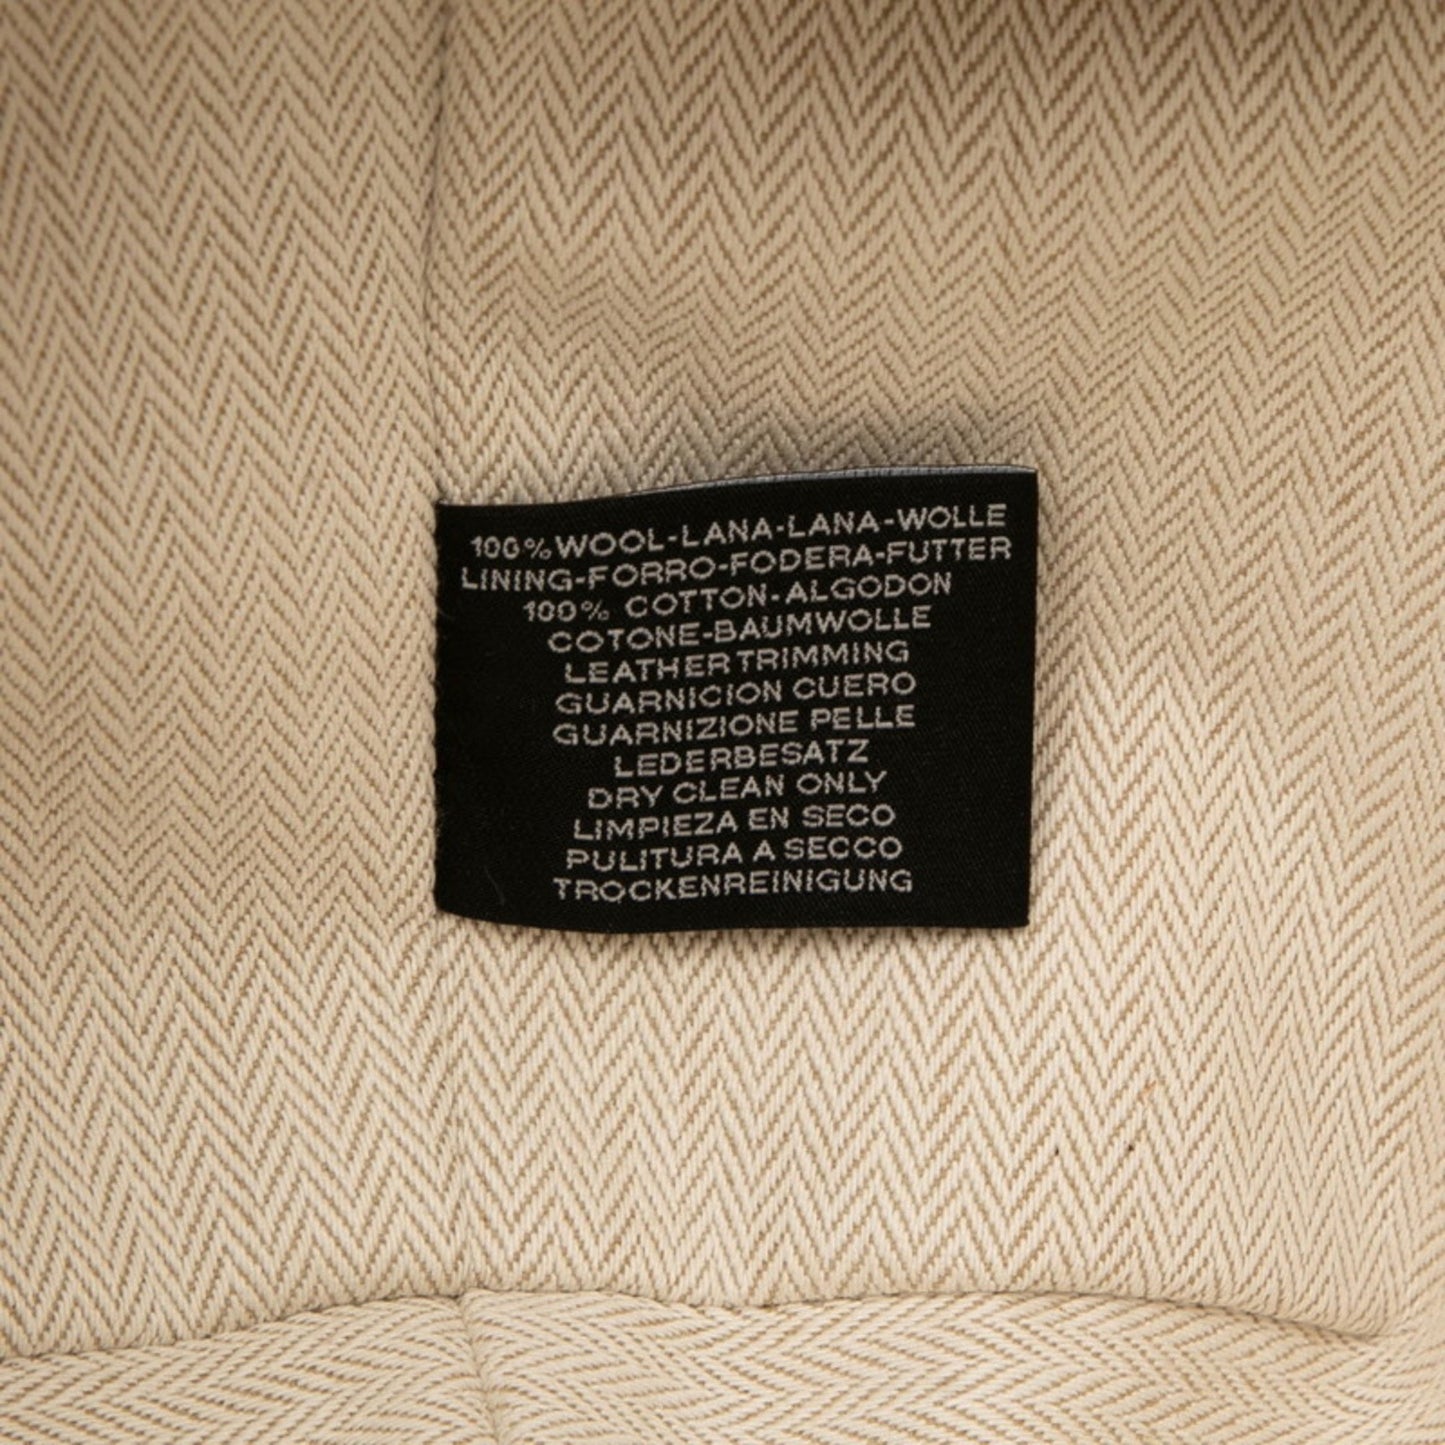 100% WOOL-LANA-LANA-WOLLE
LINING-FORRO-FODERA-FUTTER
100% COTTON-ALGODON
COTONE-BAUMWOLLE
LEATHER TRIMMING
GUARNICION CUERO
GUARNIZIONE PELLE
LEDERBESATZ
DRY CLEAN ONLY
LIMPIEZA EN SECO
PULITURA A SECCO
TROCKENREINIGUNG